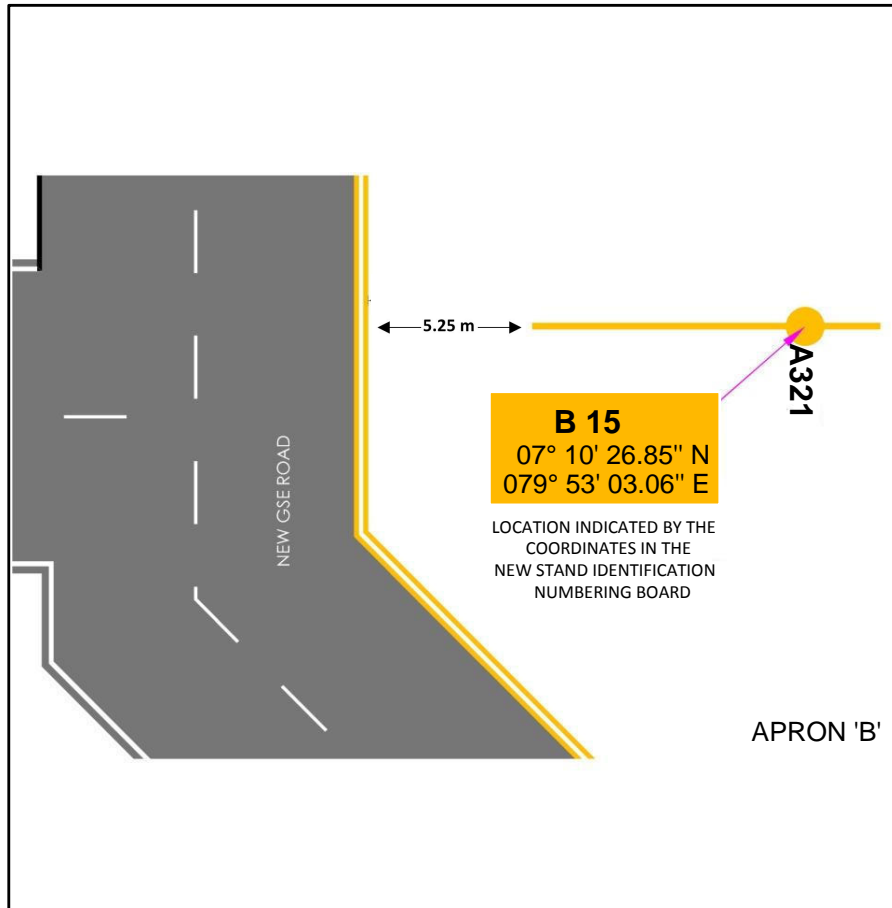 5.25 m
A321
B 15
07° 10' 26.85" N
079° 53' 03.06" E
NEW GSE ROAD
LOCATION INDICATED BY THE
COORDINATES IN THE
NEW STAND IDENTIFICATION
NUMBERING BOARD
APRON 'B'